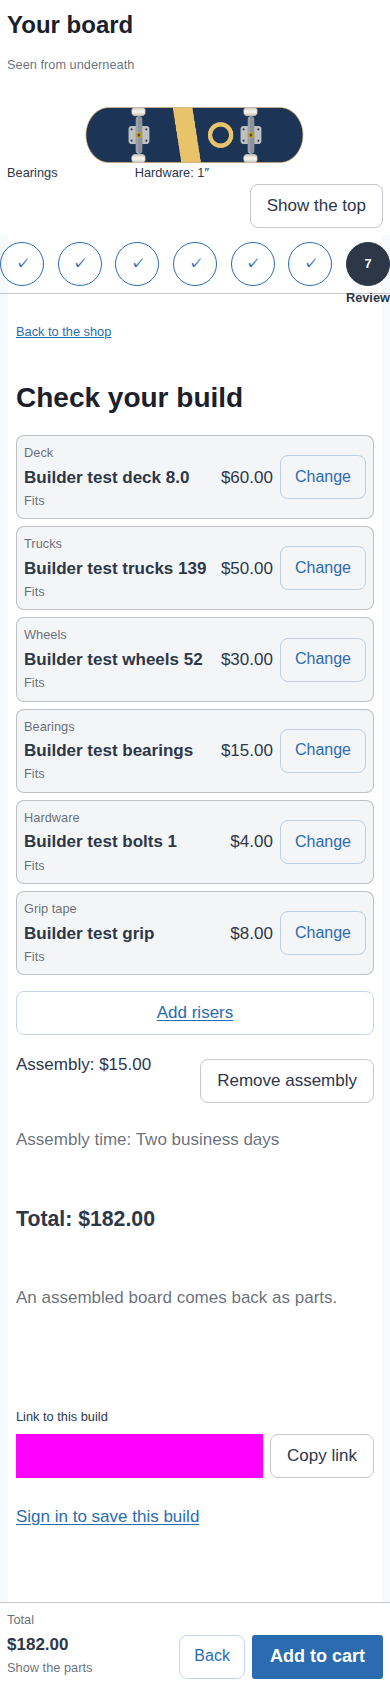 Your board
Seen from underneath
Bearings Hardware: 1″
Show the top
✓ ✓ ✓ ✓ ✓ ✓ 7
Review
Back to the shop
Check your build
Deck
Builder test deck 8.0 $60.00 Change
Fits
Trucks
Builder test trucks 139 $50.00 Change
Fits
Wheels
Builder test wheels 52 $30.00 Change
Fits
Bearings
Builder test bearings $15.00 Change
Fits
Hardware
Builder test bolts 1 $4.00 Change
Fits
Grip tape
Builder test grip $8.00 Change
Fits
Add risers
Assembly: $15.00
Remove assembly
Assembly time: Two business days
Total: $182.00
An assembled board comes back as parts.
Link to this build
Copy link
Sign in to save this build
Total
$182.00
Show the parts
Back Add to cart